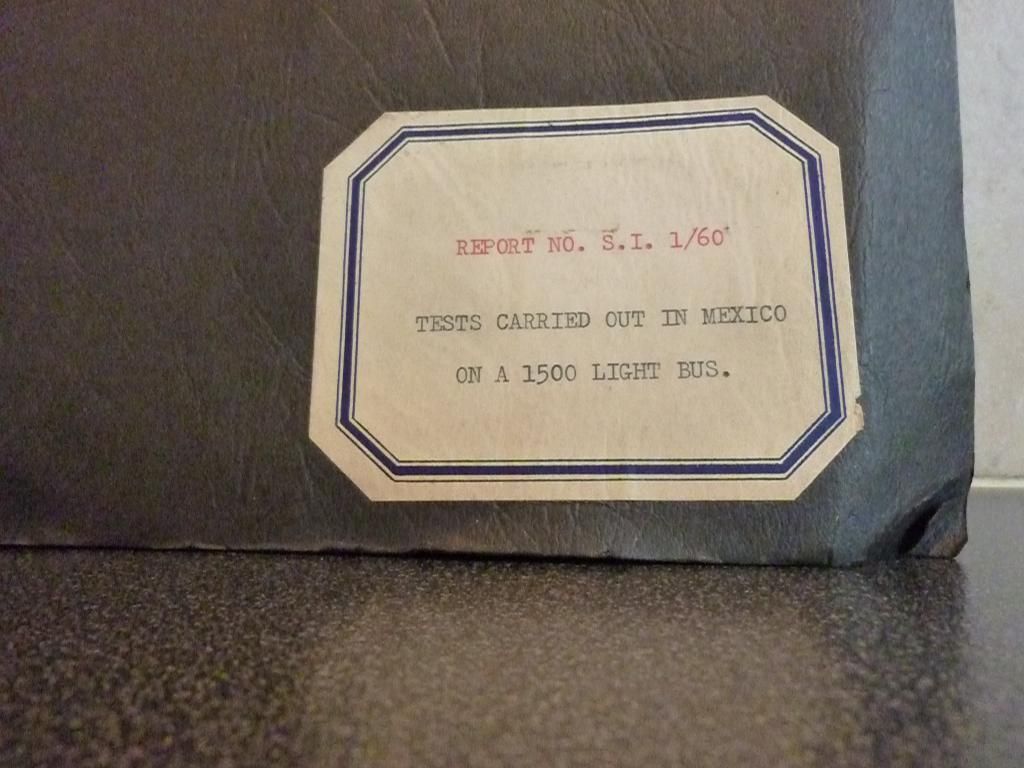 REPORT NO. S.I. 1/60
TESTS CARRIED OUT IN MEXICO
ON A 1500 LIGHT BUS.